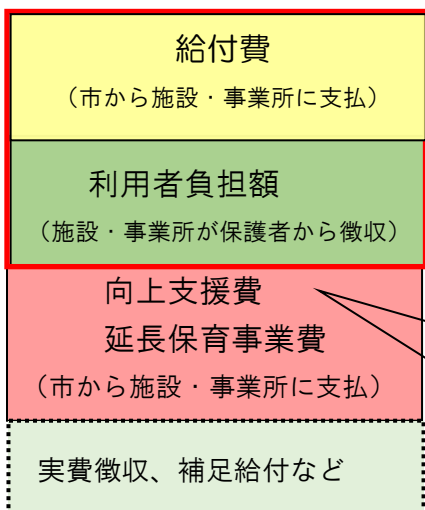 給付費
（市から施設・事業所に支払）
利用者負担額
（施設・事業所が保護者から徴収）
向上支援費
延長保育事業費
（市から施設・事業所に支払）
実費徴収、補足給付など